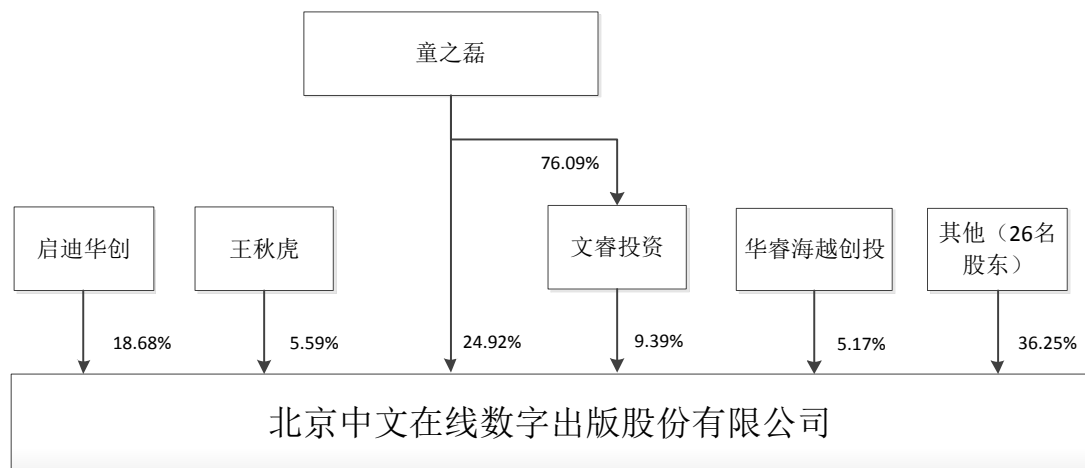 童之磊
76.09%
启迪华创
王秋虎
文睿投资
华睿海越创投
其他（26名
股东）
18.68%
5.59%
24.92%
9.39%
5.17%
36.25%
北京中文在线数字出版股份有限公司